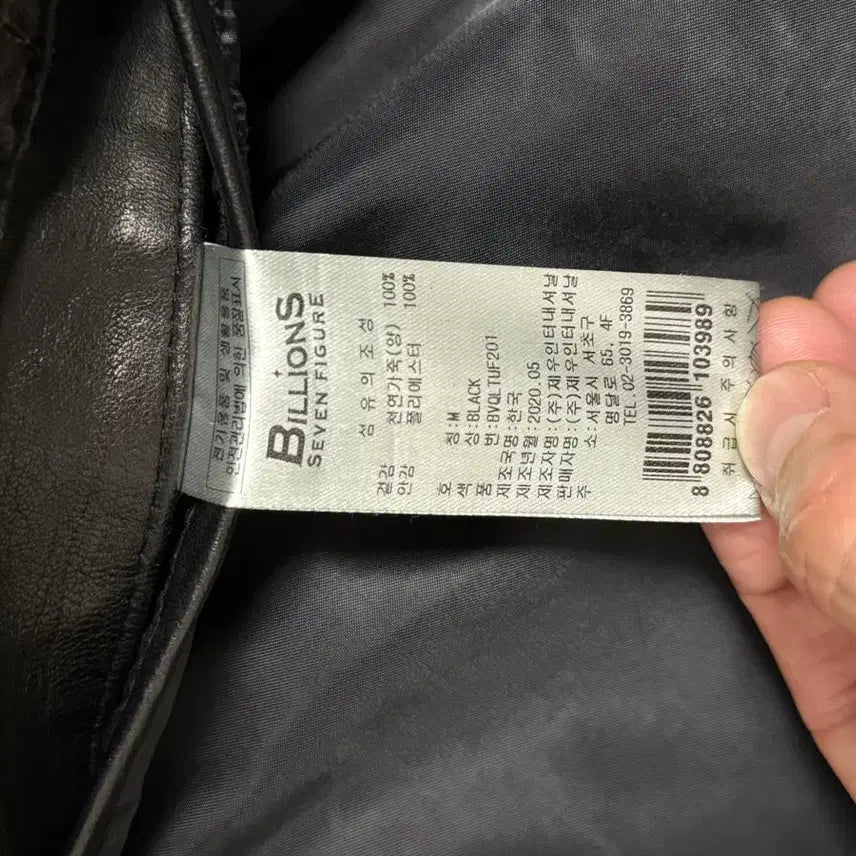 전기용품 및 생활용품
안전관리법에 의한 품질표시
BILLIONS
SEVEN FIGURE
섬유의 조성
겉감 천연가죽(양) 100%
안감 폴리에스터 100%
호칭:M
색상:BLACK
품번:BVQLTUF201
제조국명:한국
제조년월:2020.05
제조자명:(주)제우인터내셔날
판매자명:(주)제우인터내셔날
주소:서울시 서초구
명달로 65, 4F
TEL.02-3019-3869
8 808826 103989
취급시 주의사항